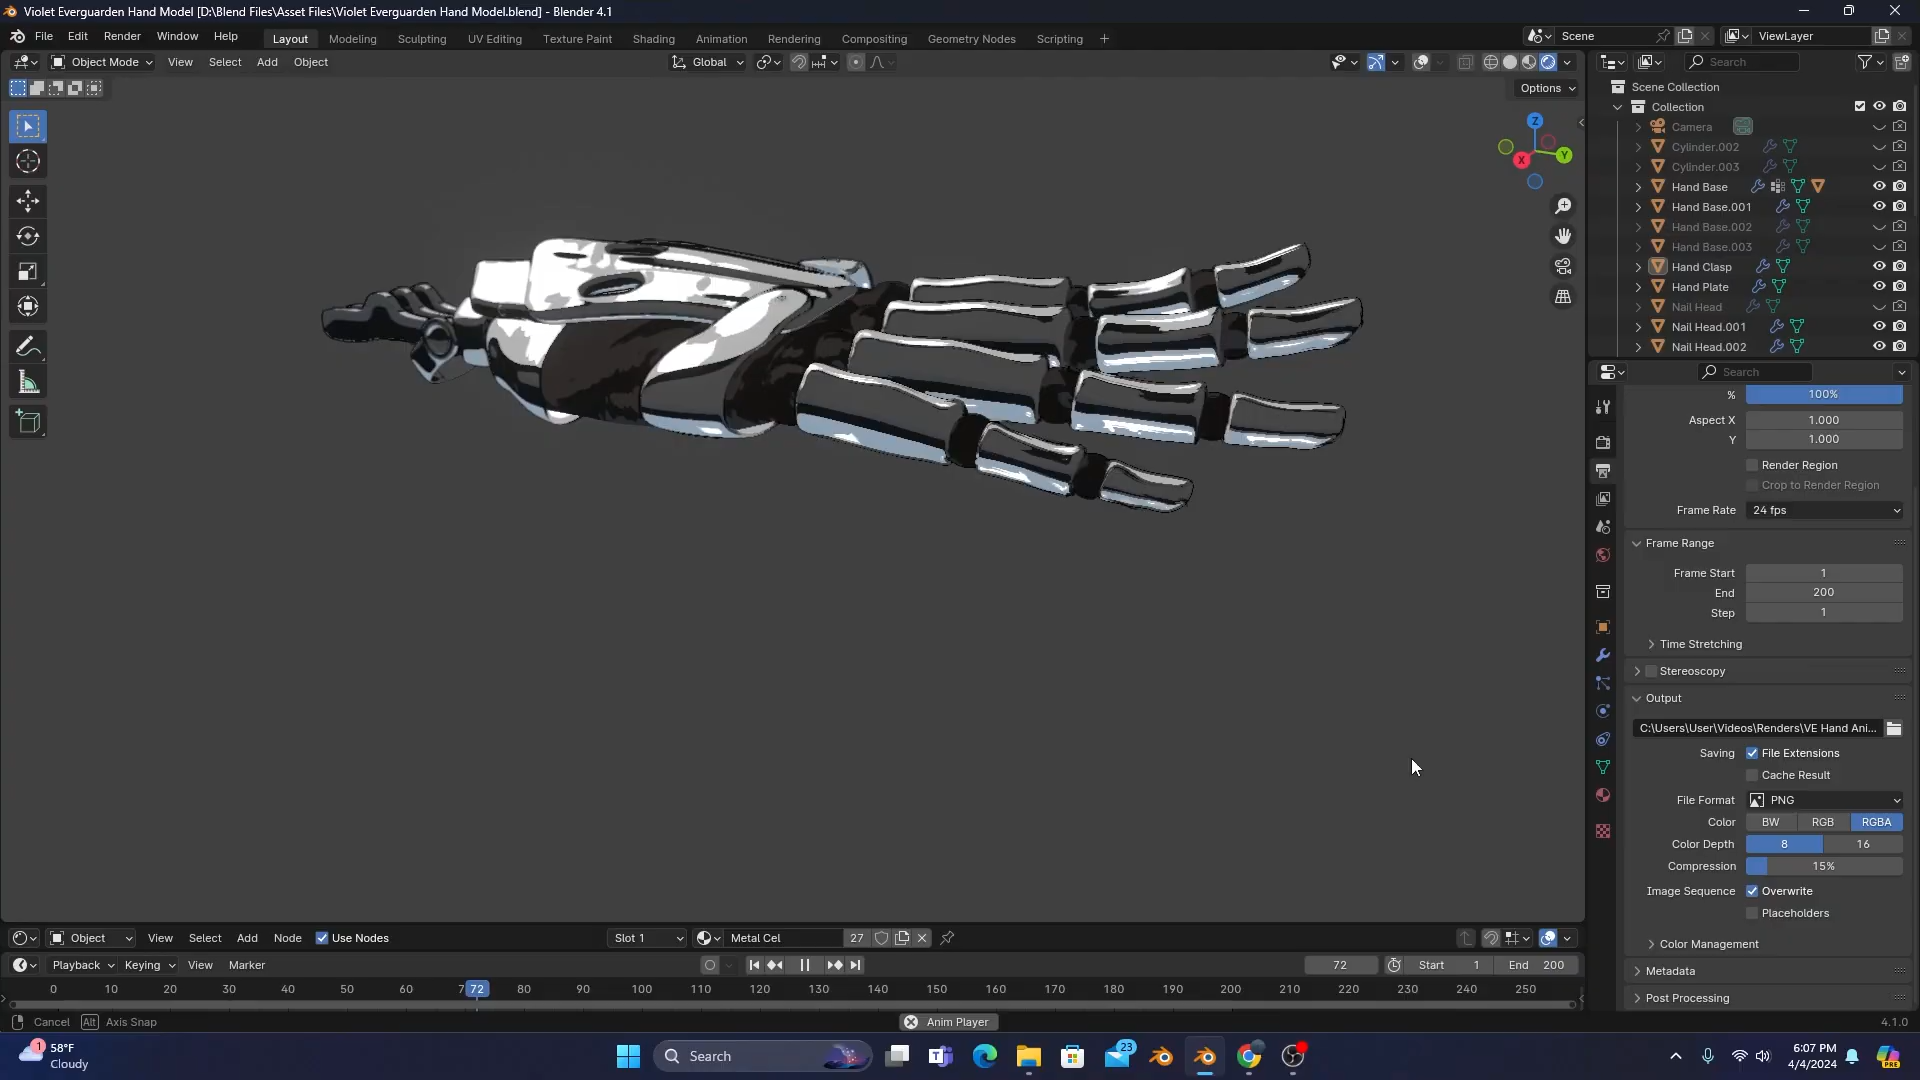 Violet Everguarden Hand Model [D:\Blend Files\Asset Files\Violet Everguarden Hand Model.blend] - Blender 4.1
File Edit Render Window Help Layout Modeling Sculpting UV Editing Texture Paint Shading Animation Rendering Compositing Geometry Nodes Scripting + Scene ViewLayer
Object Mode View Select Add Object Global Search
Options
Scene Collection
Collection
Camera
Cylinder.002
Cylinder.003
Hand Base
Hand Base.001
Hand Base.002
Hand Base.003
Hand Clasp
Hand Plate
Nail Head
Nail Head.001
Nail Head.002
Z
Y
X
Search
% 100%
Aspect X 1.000
Y 1.000
Render Region
Crop to Render Region
Frame Rate 24 fps
Frame Range
Frame Start 1
End 200
Step 1
Time Stretching
Stereoscopy
Output
C:\Users\User\Videos\Renders\VE Hand Ani...
Saving File Extensions
Cache Result
File Format PNG
Color BW RGB RGBA
Color Depth 8 16
Compression 15%
Image Sequence Overwrite
Placeholders
Color Management
Metadata
Post Processing
Object View Select Add Node Use Nodes Slot 1 Metal Cel 27
Playback Keying View Marker 72 Start 1 End 200
0 10 20 30 40 50 60 7 72 80 90 100 110 120 130 140 150 160 170 180 190 200 210 220 230 240 250
Cancel Alt Axis Snap Anim Player 4.1.0
1 58°F
Cloudy
Search
23
6:07 PM
4/4/2024
PRE